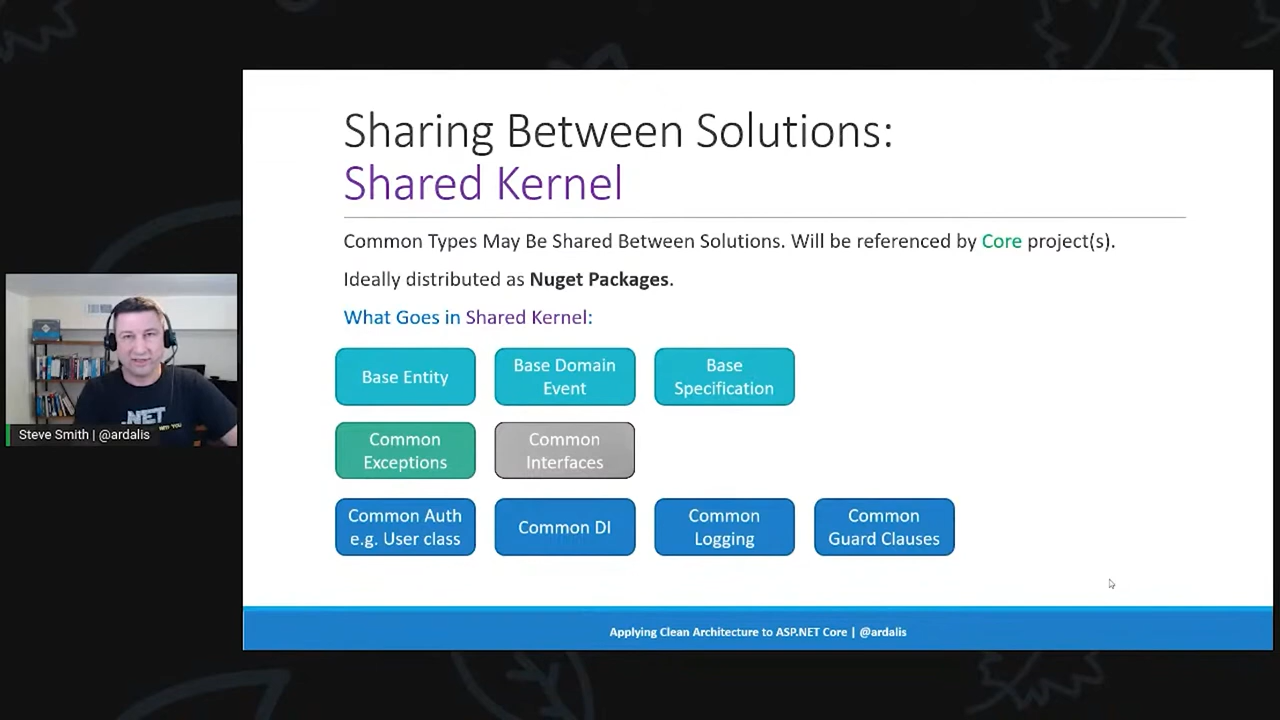 Sharing Between Solutions:
Shared Kernel
Common Types May Be Shared Between Solutions. Will be referenced by Core project(s).
Ideally distributed as Nuget Packages.
What Goes in Shared Kernel:
Base Entity
Base Domain
Event
Base
Specification
Common
Exceptions
Common
Interfaces
Common Auth
e.g. User class
Common DI
Common
Logging
Common
Guard Clauses
Applying Clean Architecture to ASP.NET Core | @ardalis
.NET
Steve Smith | @ardalis